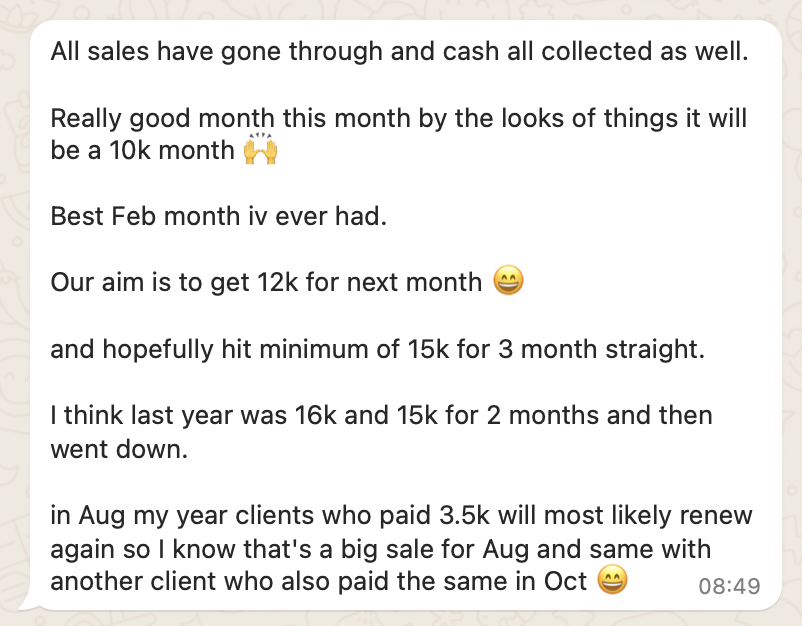 All sales have gone through and cash all collected as well.
Really good month this month by the looks of things it will
be a 10k month 🙌
Best Feb month iv ever had.
Our aim is to get 12k for next month 😄
and hopefully hit minimum of 15k for 3 month straight.
I think last year was 16k and 15k for 2 months and then
went down.
in Aug my year clients who paid 3.5k will most likely renew
again so I know that's a big sale for Aug and same with
another client who also paid the same in Oct 😄
08:49